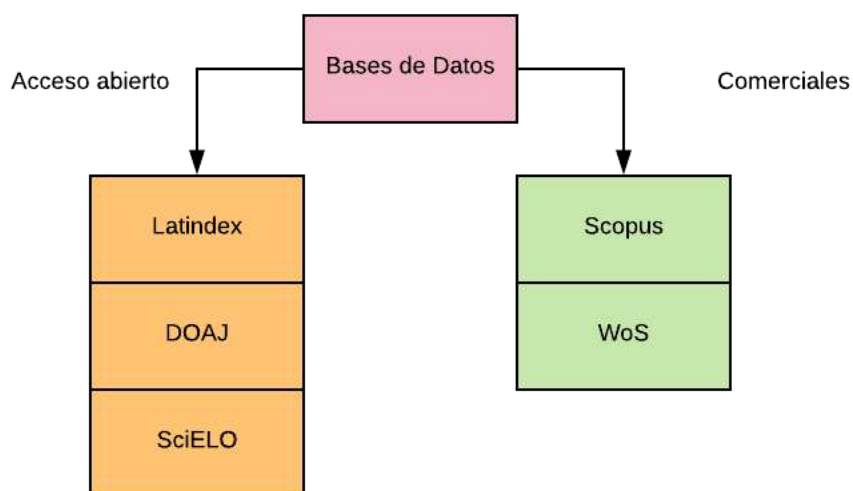 Bases de Datos
Acceso abierto
Comerciales
Latindex
DOAJ
SciELO
Scopus
WoS